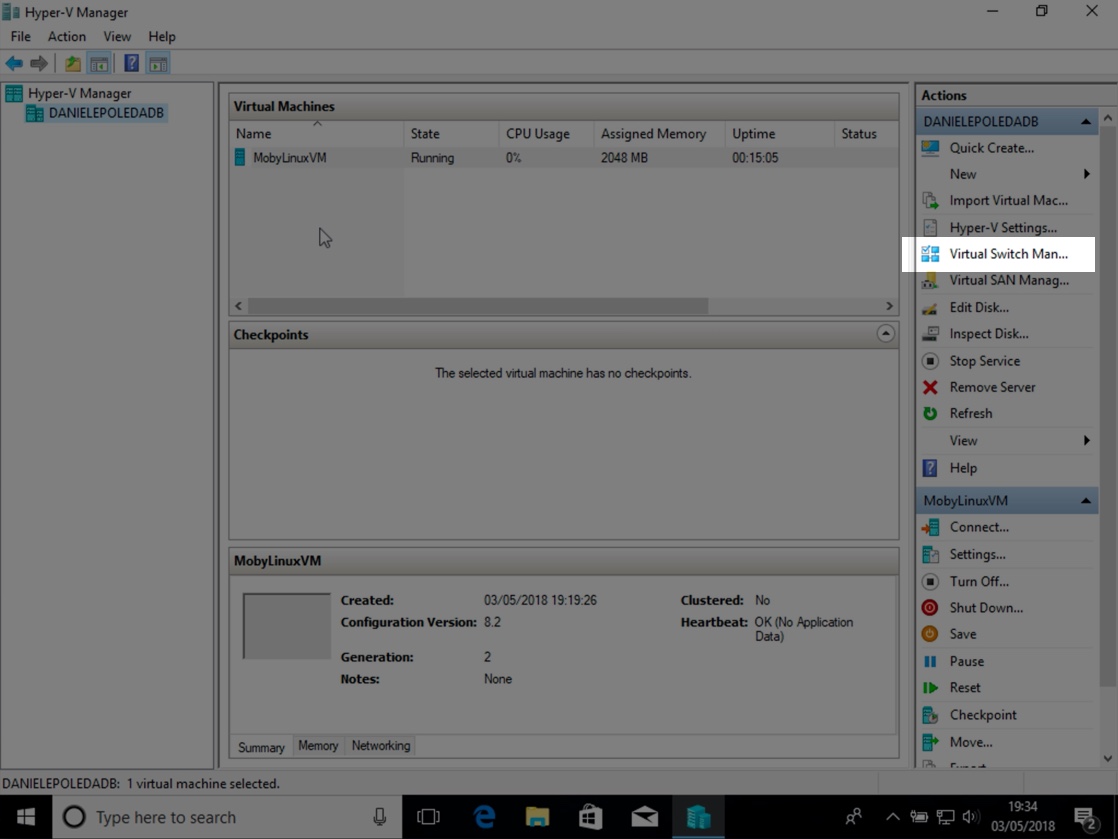 Hyper-V Manager
File Action View Help
Hyper-V Manager
DANIELEPOLEDADB
Virtual Machines
Name State CPU Usage Assigned Memory Uptime Status
MobyLinuxVM Running 0% 2048 MB 00:15:05
Checkpoints
The selected virtual machine has no checkpoints.
MobyLinuxVM
Created: 03/05/2018 19:19:26 Clustered: No
Configuration Version: 8.2 Heartbeat: OK (No Application
Data)
Generation: 2
Notes: None
Summary Memory Networking
Actions
DANIELEPOLEDADB
Quick Create...
New
Import Virtual Mac...
Hyper-V Settings...
Virtual Switch Man...
Virtual SAN Manag...
Edit Disk...
Inspect Disk...
Stop Service
Remove Server
Refresh
View
Help
MobyLinuxVM
Connect...
Settings...
Turn Off...
Shut Down...
Save
Pause
Reset
Checkpoint
Move...
Export...
DANIELEPOLEDADB: 1 virtual machine selected.
Type here to search
19:34
03/05/2018
2